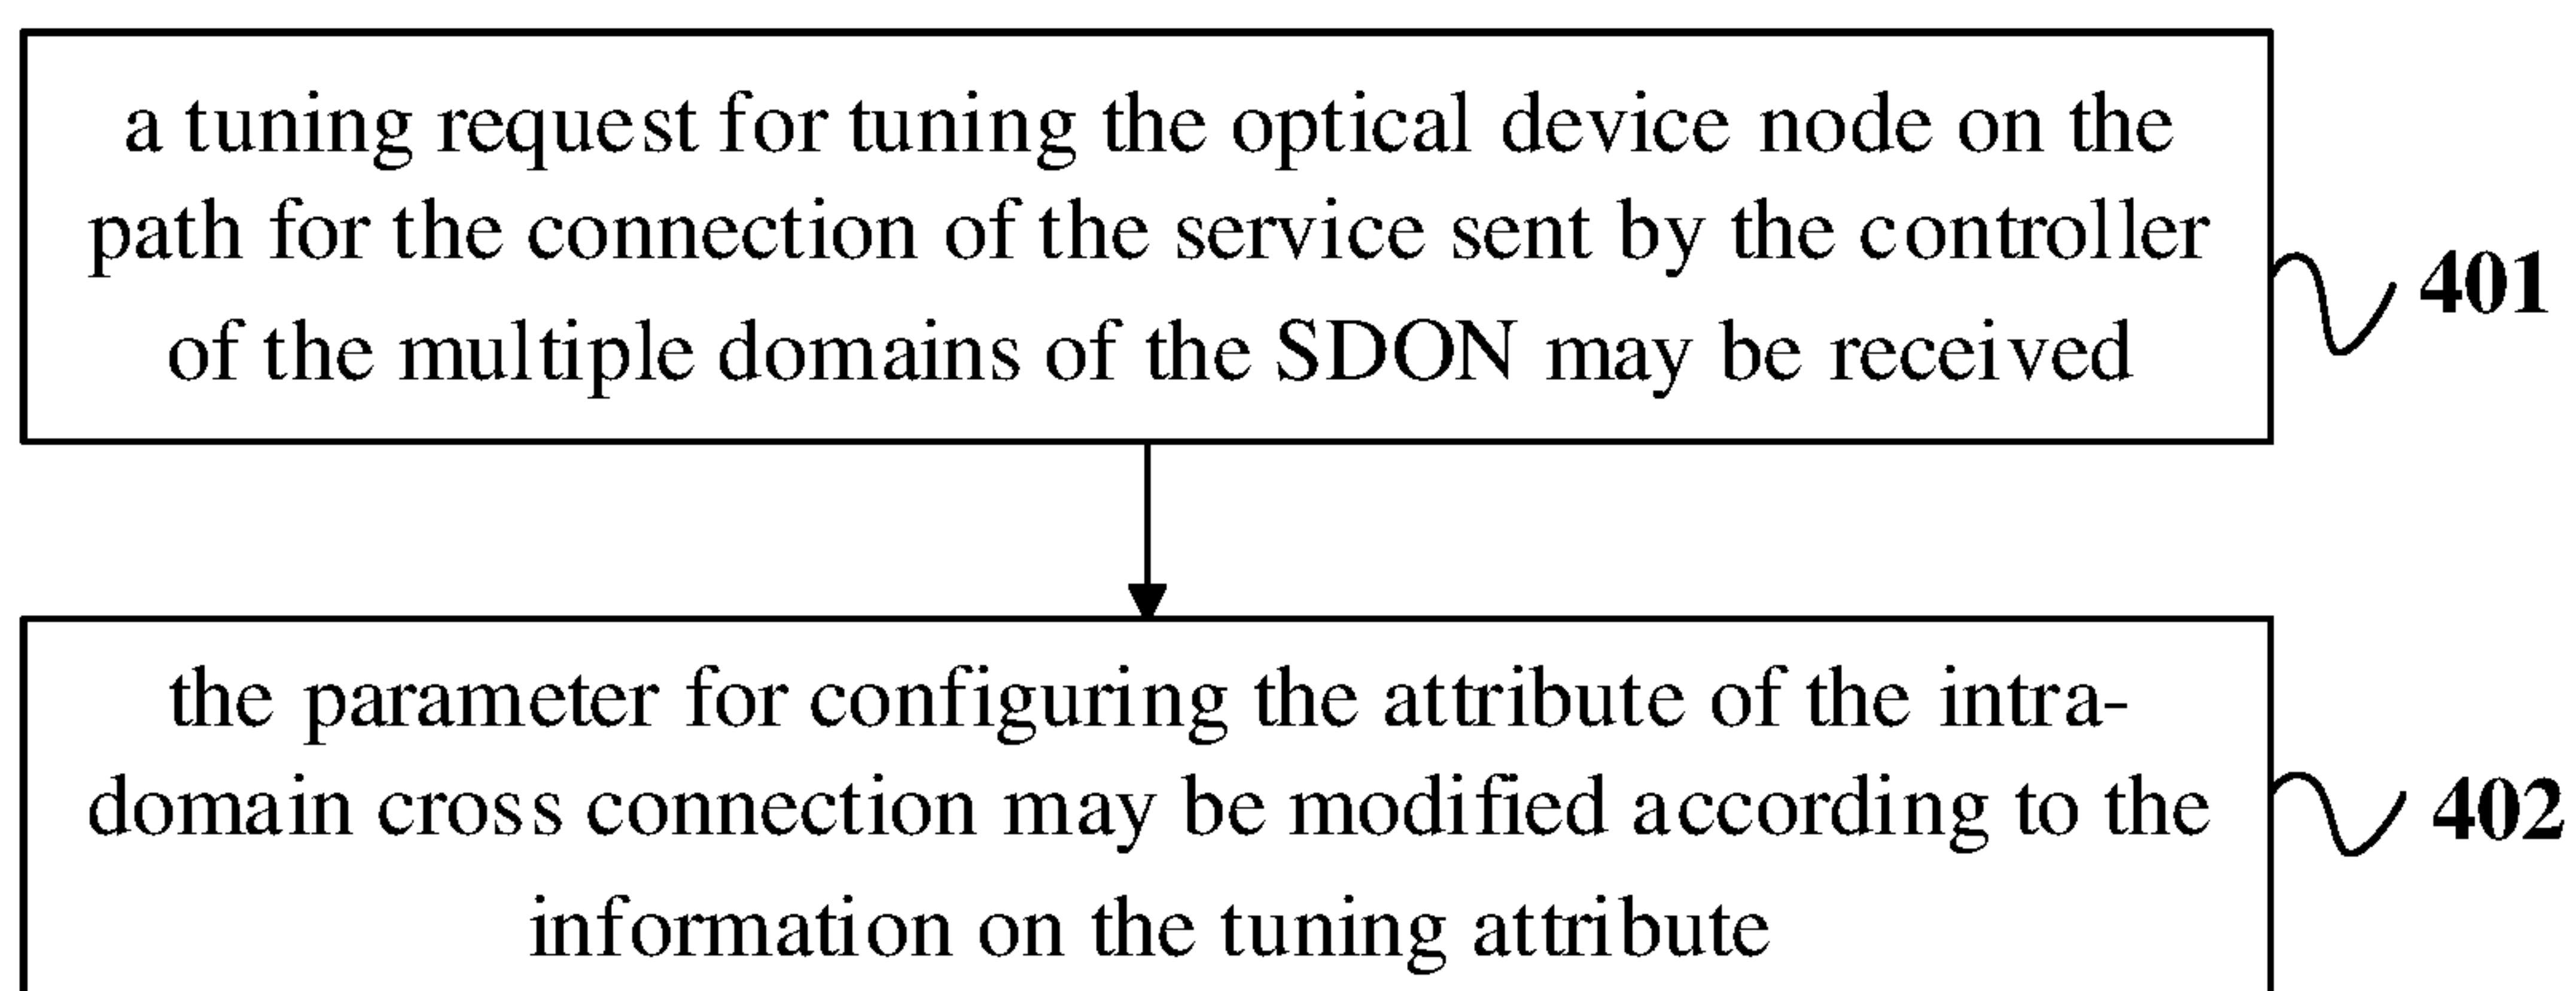 a tuning request for tuning the optical device node on the
path for the connection of the service sent by the controller
of the multiple domains of the SDON may be received
401
the parameter for configuring the attribute of the intra-
domain cross connection may be modified according to the
information on the tuning attribute
402